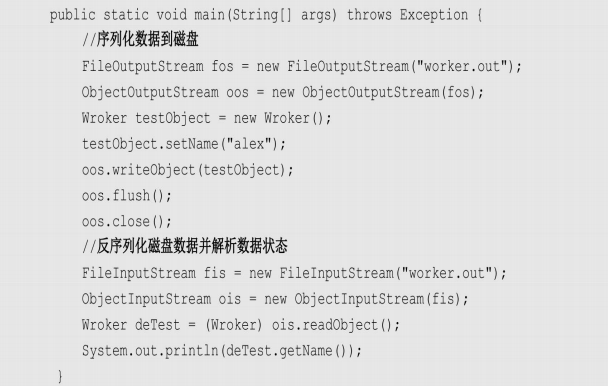 public static void main(String[] args) throws Exception {
//序列化数据到磁盘
FileOutputStream fos = new FileOutputStream("worker.out");
ObjectOutputStream oos = new ObjectOutputStream(fos);
Wroker testObject = new Wroker();
testObject.setName("alex");
oos.writeObject(testObject);
oos.flush();
oos.close();
//反序列化磁盘数据并解析数据状态
FileInputStream fis = new FileInputStream("worker.out");
ObjectInputStream ois = new ObjectInputStream(fis);
Wroker deTest = (Wroker) ois.readObject();
System.out.println(deTest.getName());
}